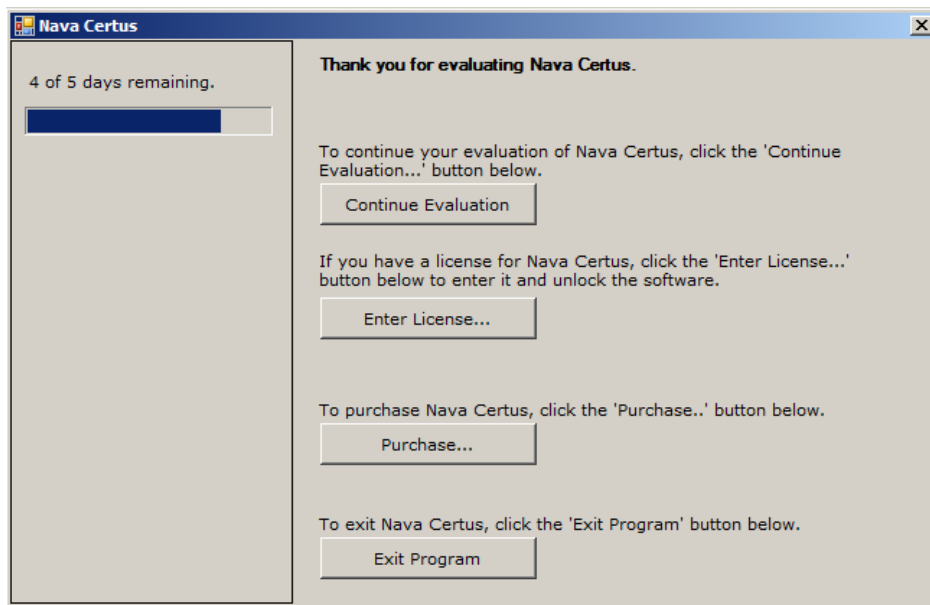 Nava Certus
4 of 5 days remaining.
Thank you for evaluating Nava Certus.
To continue your evaluation of Nava Certus, click the 'Continue
Evaluation...' button below.
Continue Evaluation
If you have a license for Nava Certus, click the 'Enter License...'
button below to enter it and unlock the software.
Enter License...
To purchase Nava Certus, click the 'Purchase..' button below.
Purchase...
To exit Nava Certus, click the 'Exit Program' button below.
Exit Program